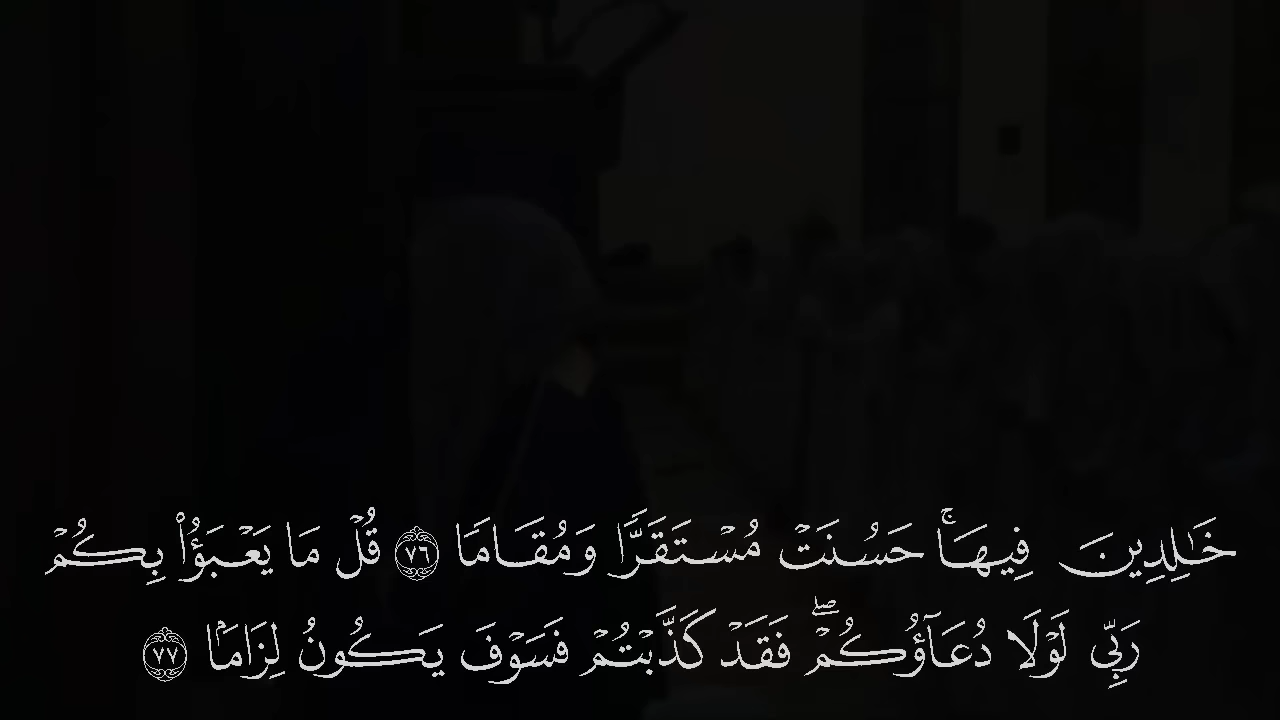 خَـٰلِدِينَ فِيهَاۚ حَسُنَتْ مُسْتَقَرًّا وَمُقَامًا ٧٦ قُلْ مَا يَعْبَؤُا۟ بِكُمْ
رَبِّى لَوْلَا دُعَآؤُكُمْۖ فَقَدْ كَذَّبْتُمْ فَسَوْفَ يَكُونُ لِزَامًۢا ٧٧